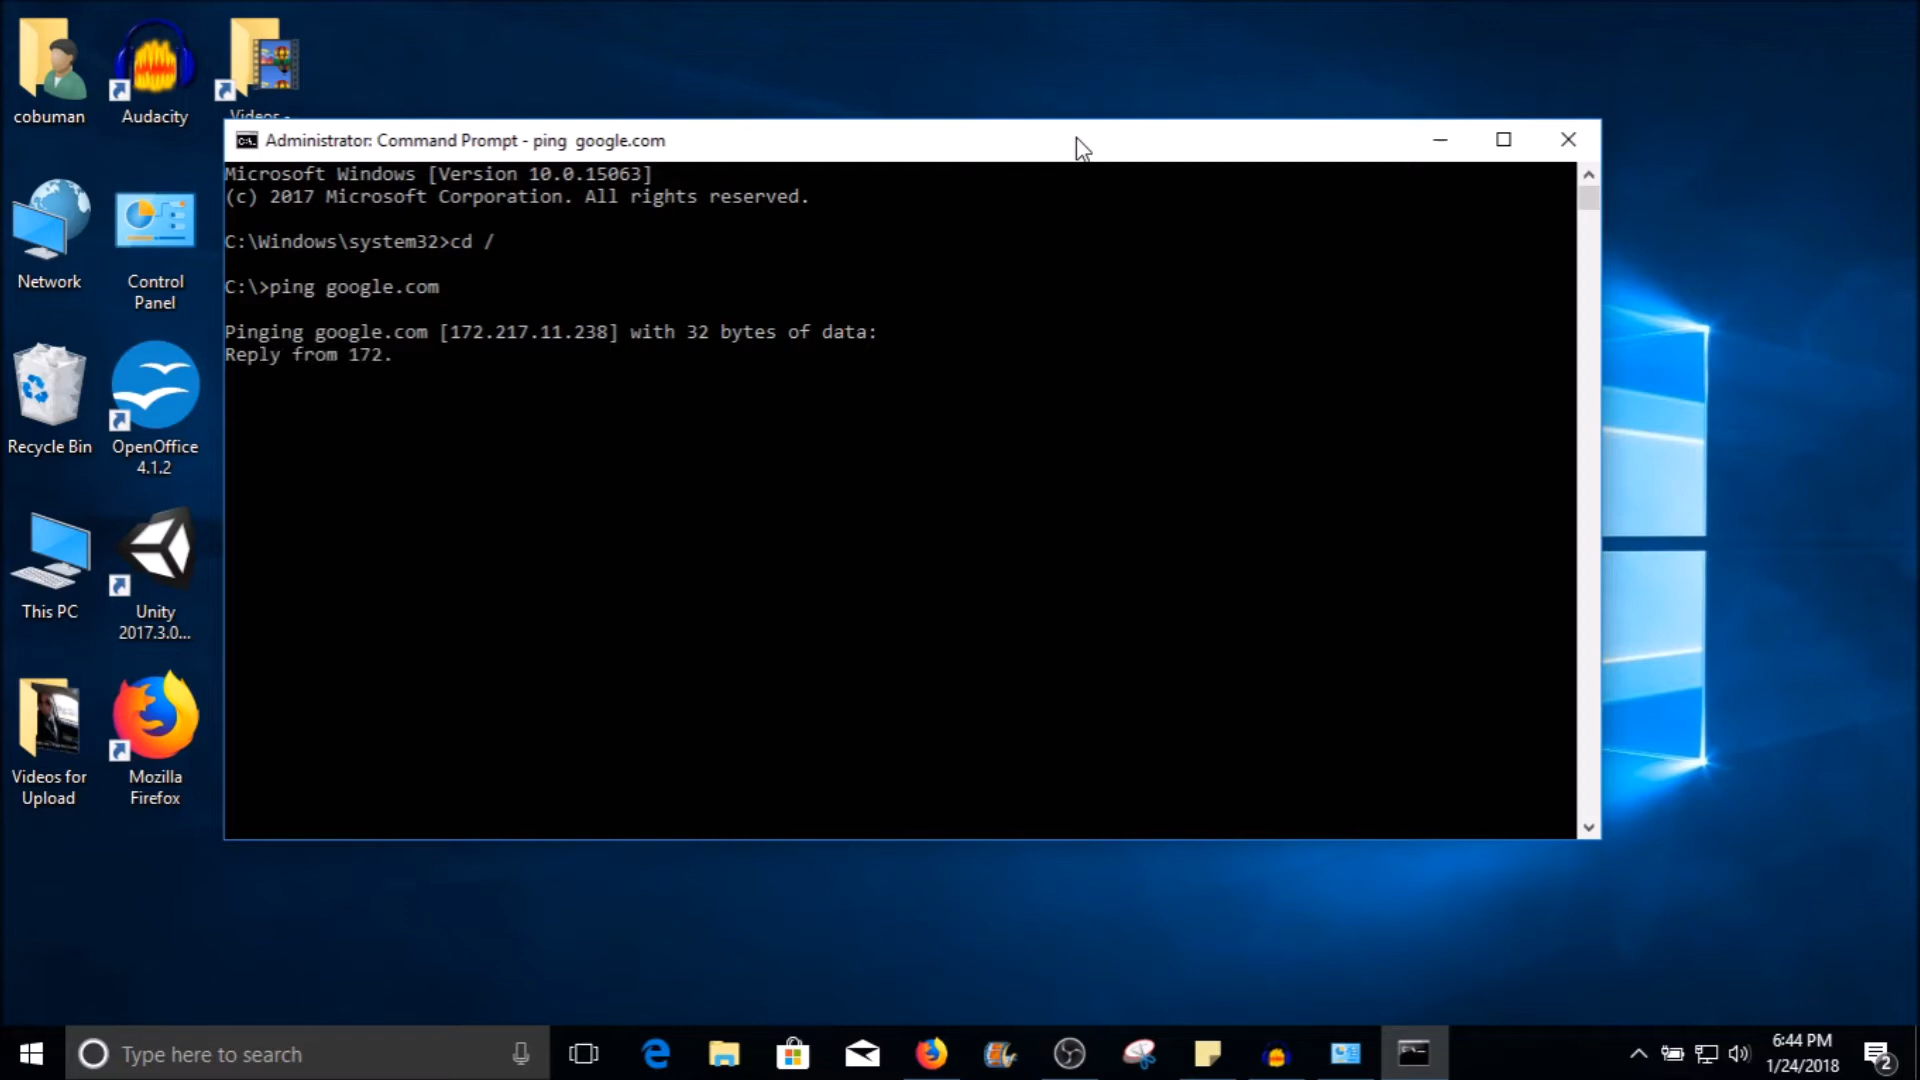 cobuman
Audacity
Videos -
Network
Control
Panel
Recycle Bin
OpenOffice
4.1.2
This PC
Unity
2017.3.0...
Videos for
Upload
Mozilla
Firefox
Administrator: Command Prompt - ping  google.com
Microsoft Windows [Version 10.0.15063]
(c) 2017 Microsoft Corporation. All rights reserved.
C:\Windows\system32>cd /
C:\>ping google.com
Pinging google.com [172.217.11.238] with 32 bytes of data:
Reply from 172.
Type here to search
6:44 PM
1/24/2018
2